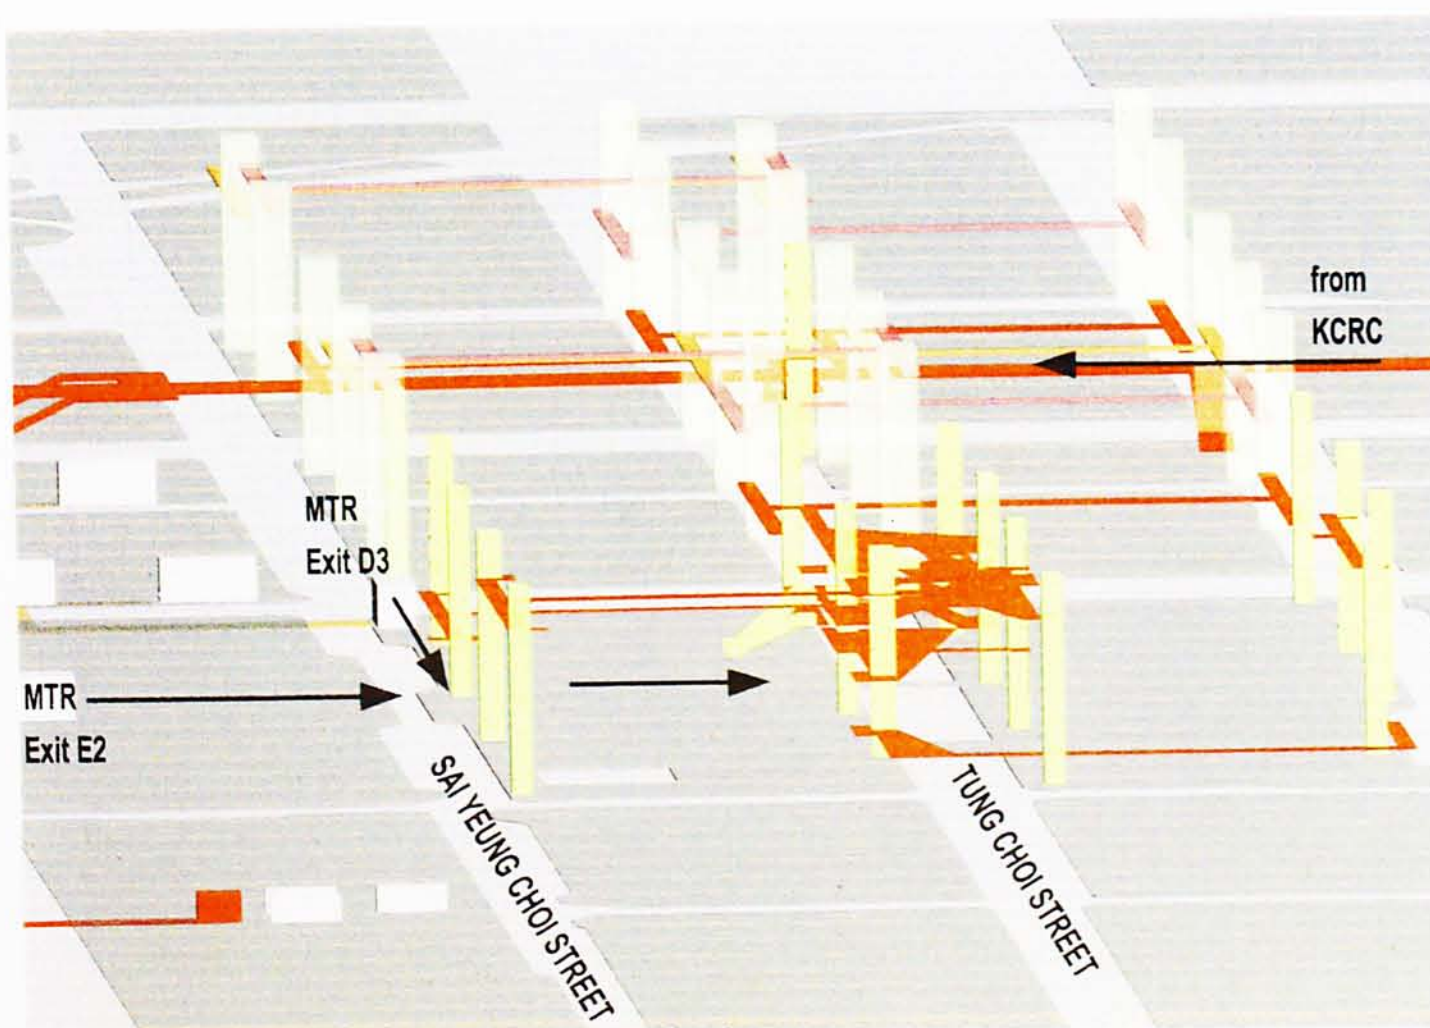 from
KCRC
MTR
Exit D3
MTR
Exit E2
SAI YEUNG CHOI STREET
TUNG CHOI STREET